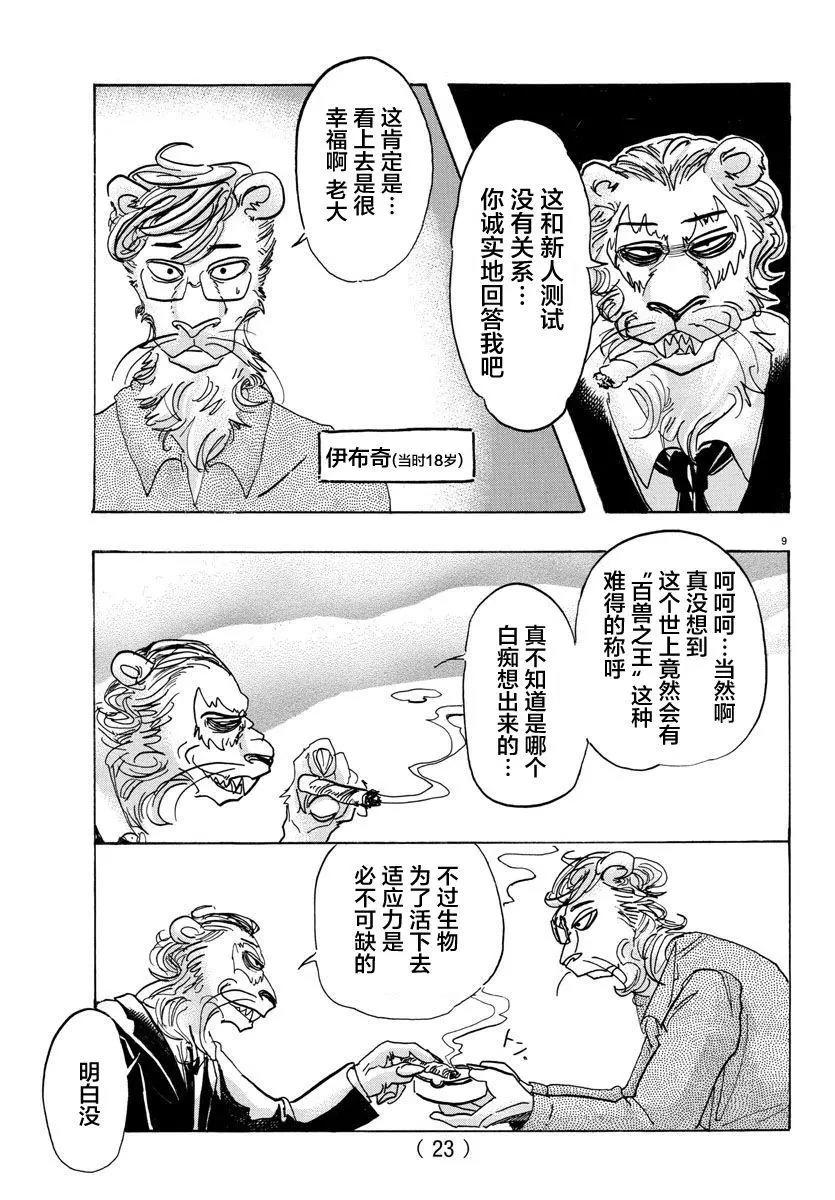 这和新人测试
没有关系…
你诚实地回答我吧
这肯定是…
看上去是很
幸福啊 老大
伊布奇(当时18岁)
9
呵呵呵…当然啊
真没想到
这个世上竟然会有
“百兽之王”这种
难得的称呼
真不知道是哪个
白痴想出来的…
不过生物
为了活下去
适应力是
必不可缺的
ト…
明白没
(23)